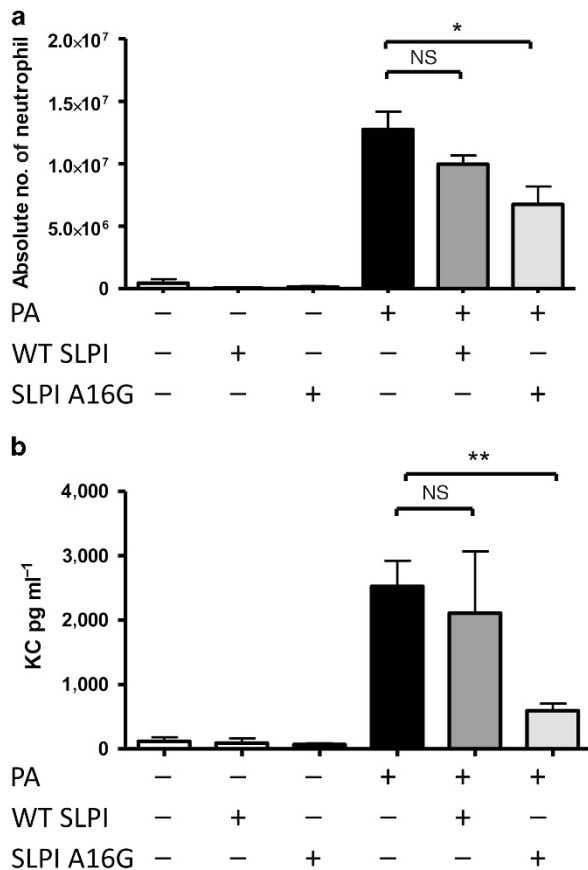 a
*
NS
Absolute no. of neutrophil
2.0×10⁷
1.5×10⁷
1.0×10⁷
5.0×10⁶
0
PA − − − + + +
WT SLPI − + − − + −
SLPI A16G − − + − − +
b
**
NS
KC pg ml⁻¹
4,000
3,000
2,000
1,000
0
PA − − − + + +
WT SLPI − + − − + −
SLPI A16G − − + − − +